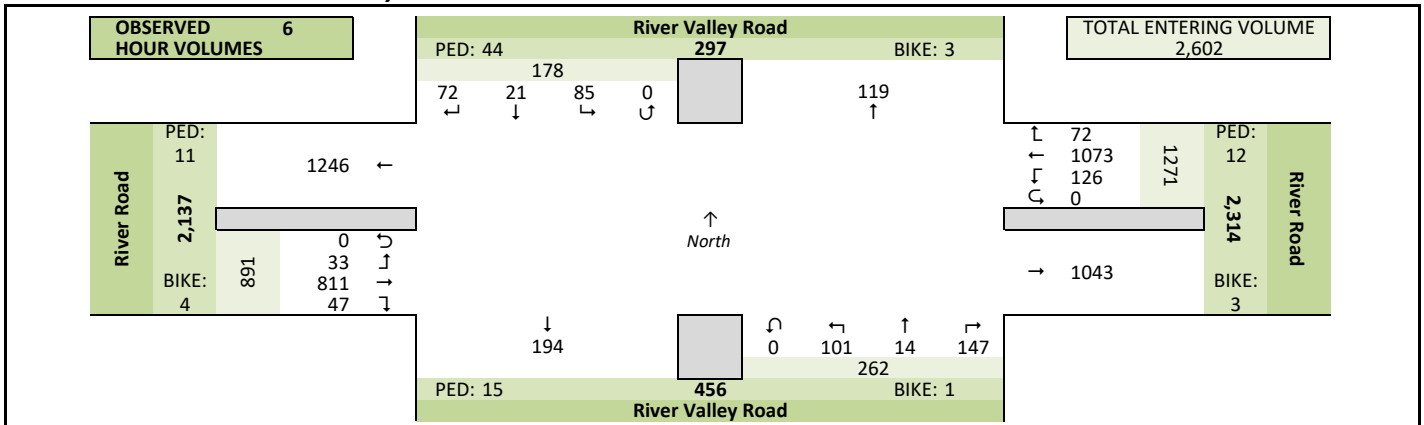 OBSERVED 6
HOUR VOLUMES
River Valley Road
TOTAL ENTERING VOLUME
2,602
PED: 44 297 BIKE: 3
178
72 21 85 0 119
↵ ↓ ↳ ↺ ↑
River Road
PED:
11
2,137
BIKE:
4
1246 ←
891
0 ⮌
33 ↱
811 →
47 ↴
↑
North
↑ 72
← 1073
↓ 126
↺ 0
1271
→ 1043
PED:
12
2,314
BIKE:
3
River Road
↓
194
∩ ↰ ↑ ↱
0 101 14 147
262
PED: 15 456 BIKE: 1
River Valley Road